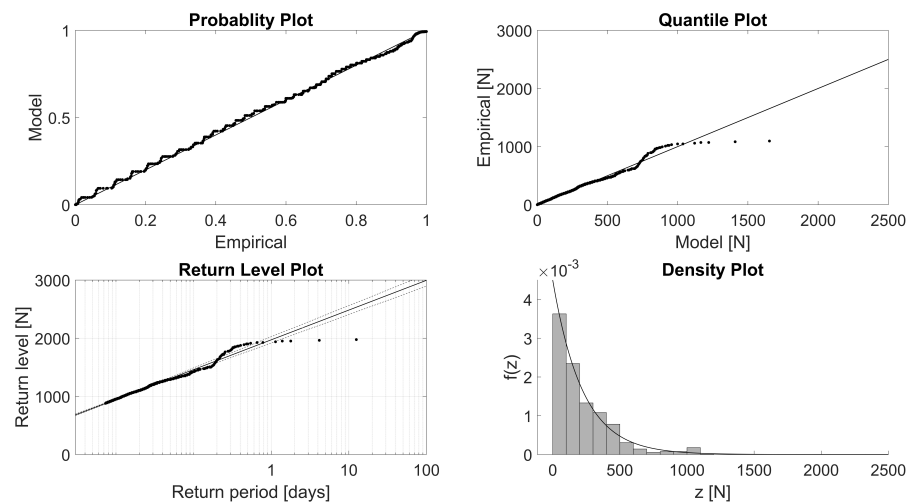 Probablity Plot
1
0.5
0
Model
0 0.2 0.4 0.6 0.8 1
Empirical
Quantile Plot
3000
2000
1000
0
Empirical [N]
0 500 1000 1500 2000 2500
Model [N]
Return Level Plot
3000
2000
1000
0
Return level [N]
1 10 100
Return period [days]
Density Plot
×10-3
4
3
2
1
0
f(z)
0 500 1000 1500 2000 2500
z [N]